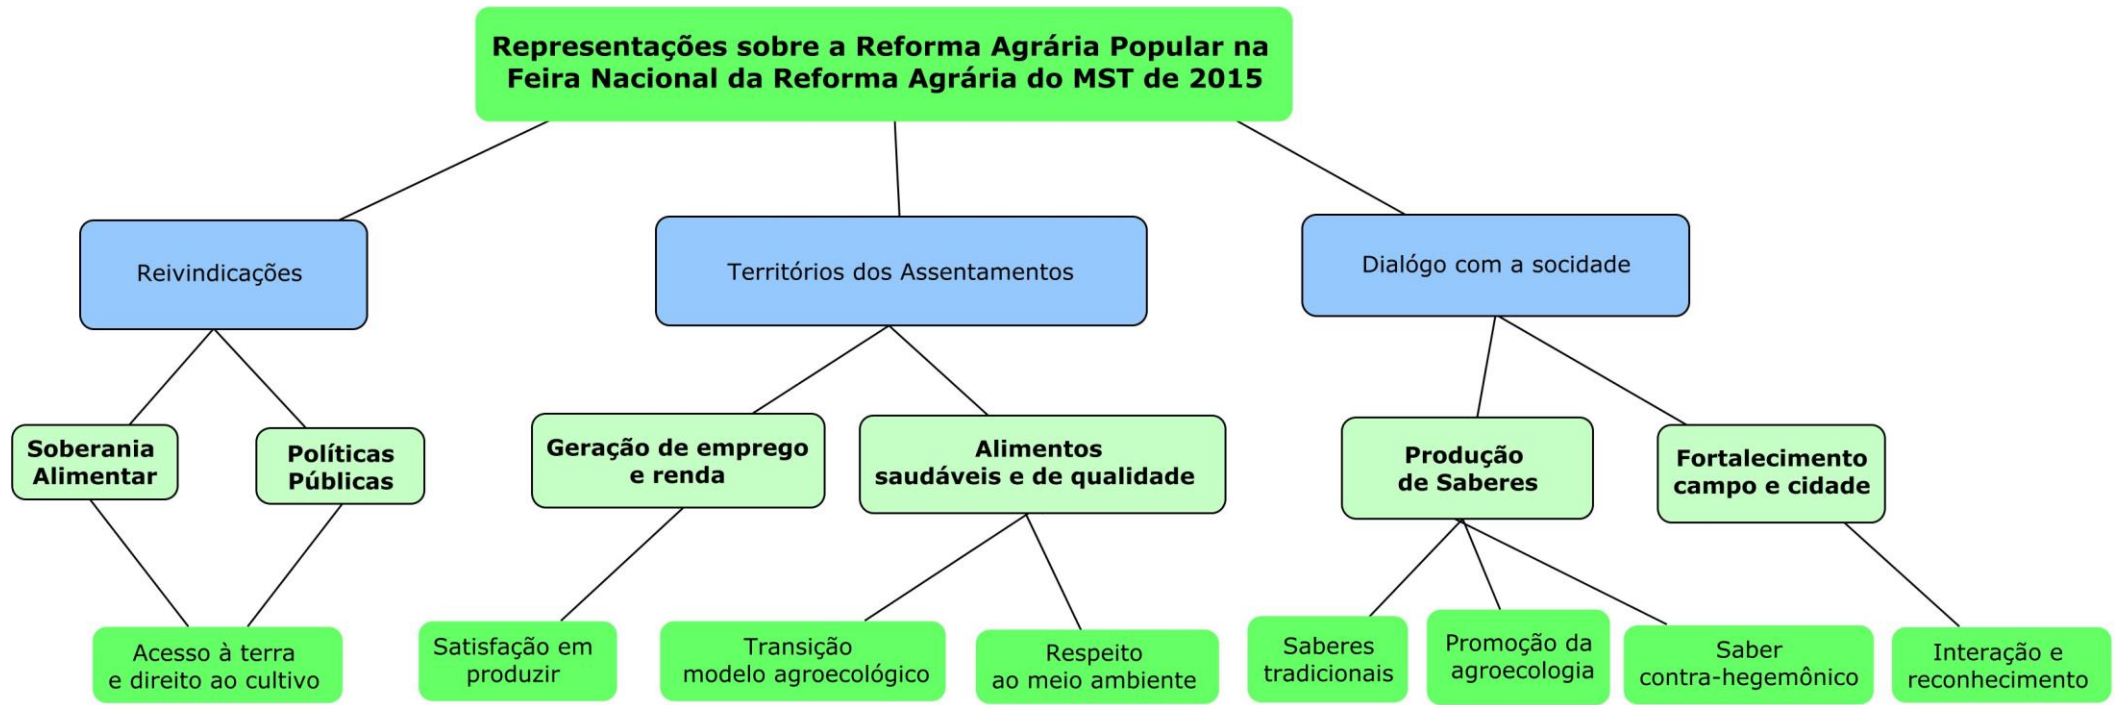 Representações sobre a Reforma Agrária Popular na
Feira Nacional da Reforma Agrária do MST de 2015
Reivindicações
Territórios dos Assentamentos
Dialógo com a socidade
Soberania
Alimentar
Políticas
Públicas
Geração de emprego
e renda
Alimentos
saudáveis e de qualidade
Produção
de Saberes
Fortalecimento
campo e cidade
Acesso à terra
e direito ao cultivo
Satisfação em
produzir
Transição
modelo agroecológico
Respeito
ao meio ambiente
Saberes
tradicionais
Promoção da
agroecologia
Saber
contra-hegemônico
Interação e
reconhecimento